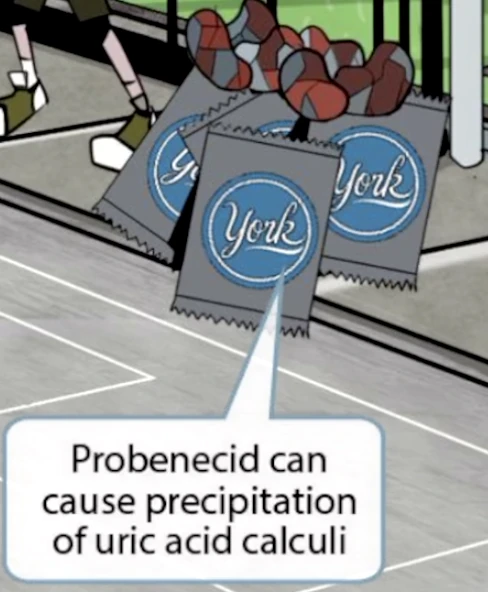 York
York
York
Probenecid can
cause precipitation
of uric acid calculi